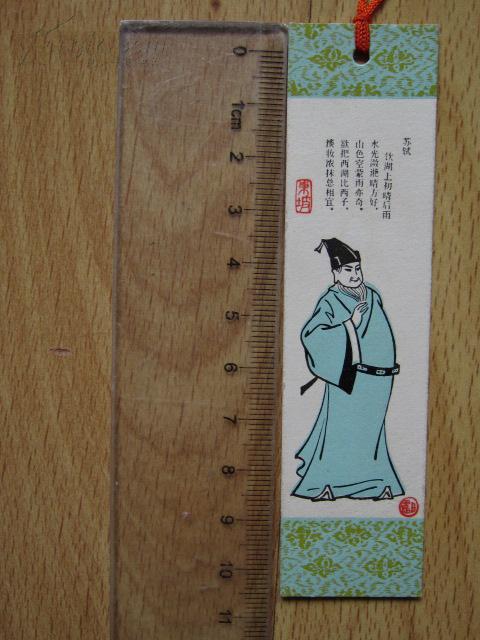 苏轼
饮湖上初晴后雨
水光潋滟晴方好，
山色空蒙雨亦奇。
欲把西湖比西子，
淡妆浓抹总相宜。
東坡
0
1cm
2
3
4
5
6
7
8
9
10
11